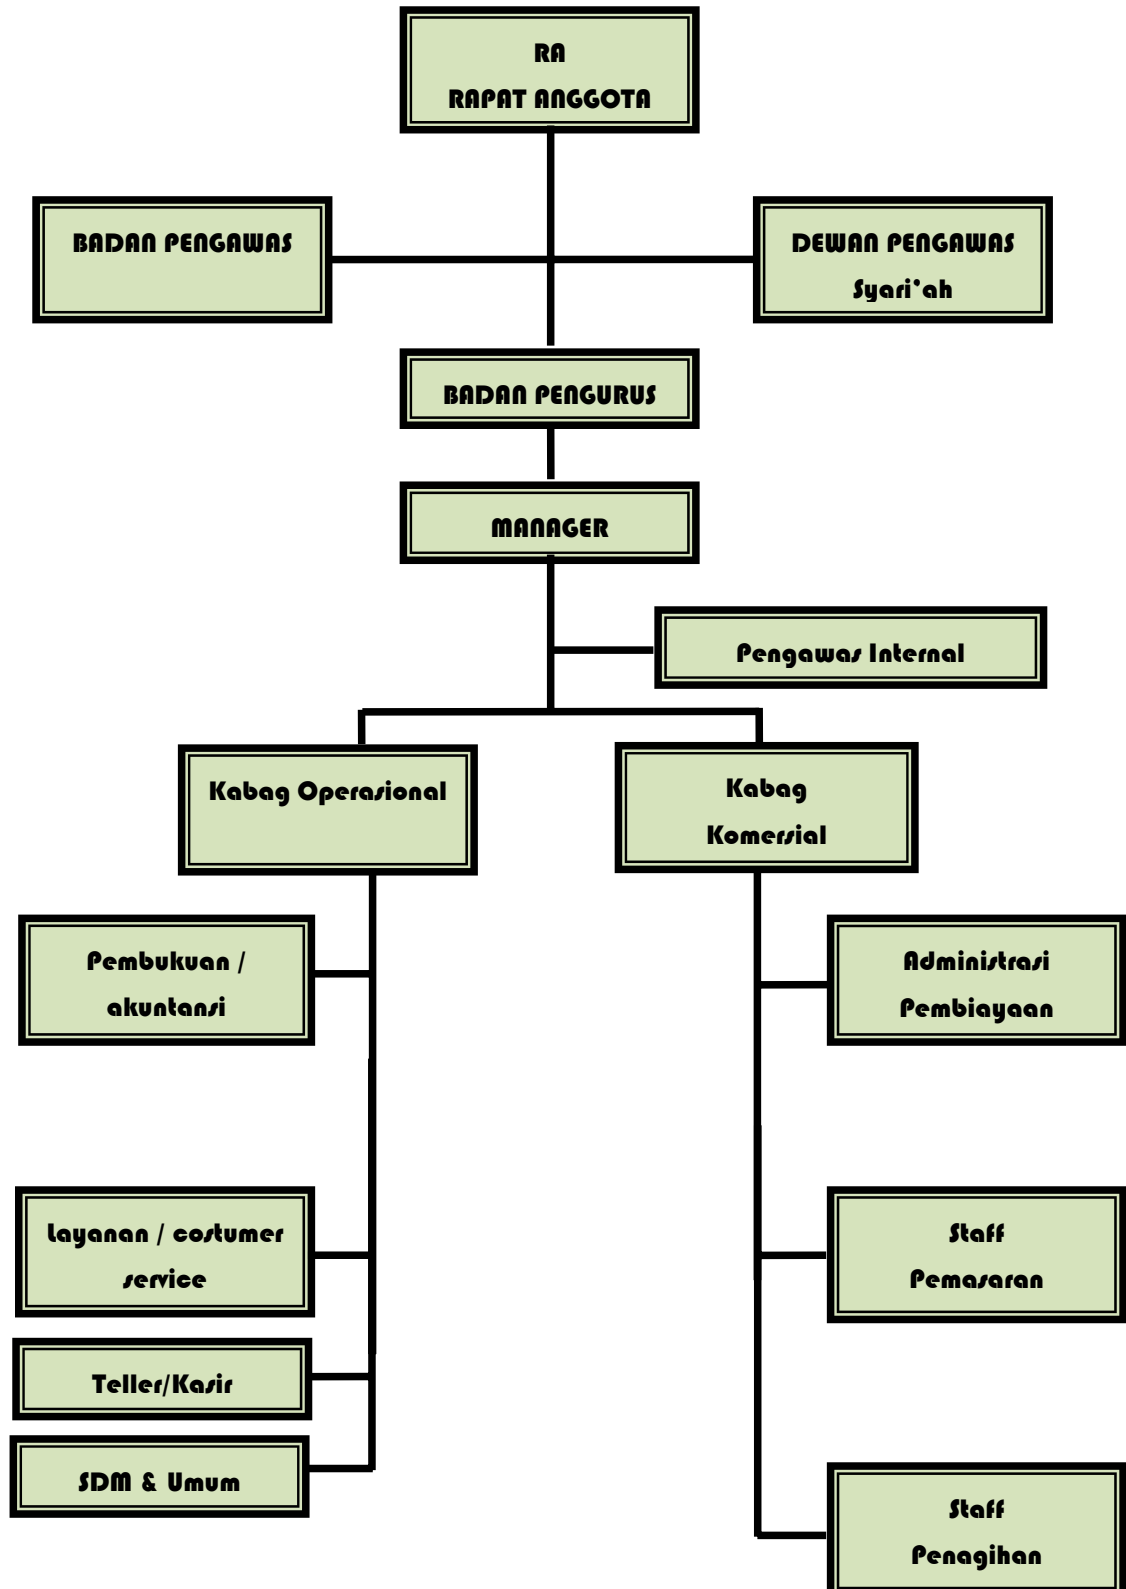 RA
RAPAT ANGGOTA
BADAN PENGAWAS
DEWAN PENGAWAS
Syari'ah
BADAN PENGURUS
MANAGER
Pengawas Internal
Kabag Operasional
Kabag
Komersial
Pembukuan /
akuntansi
Administrasi
Pembiayaan
Layanan / costumer
service
Staff
Pemasaran
Teller/Kasir
SDM & Umum
Staff
Penagihan